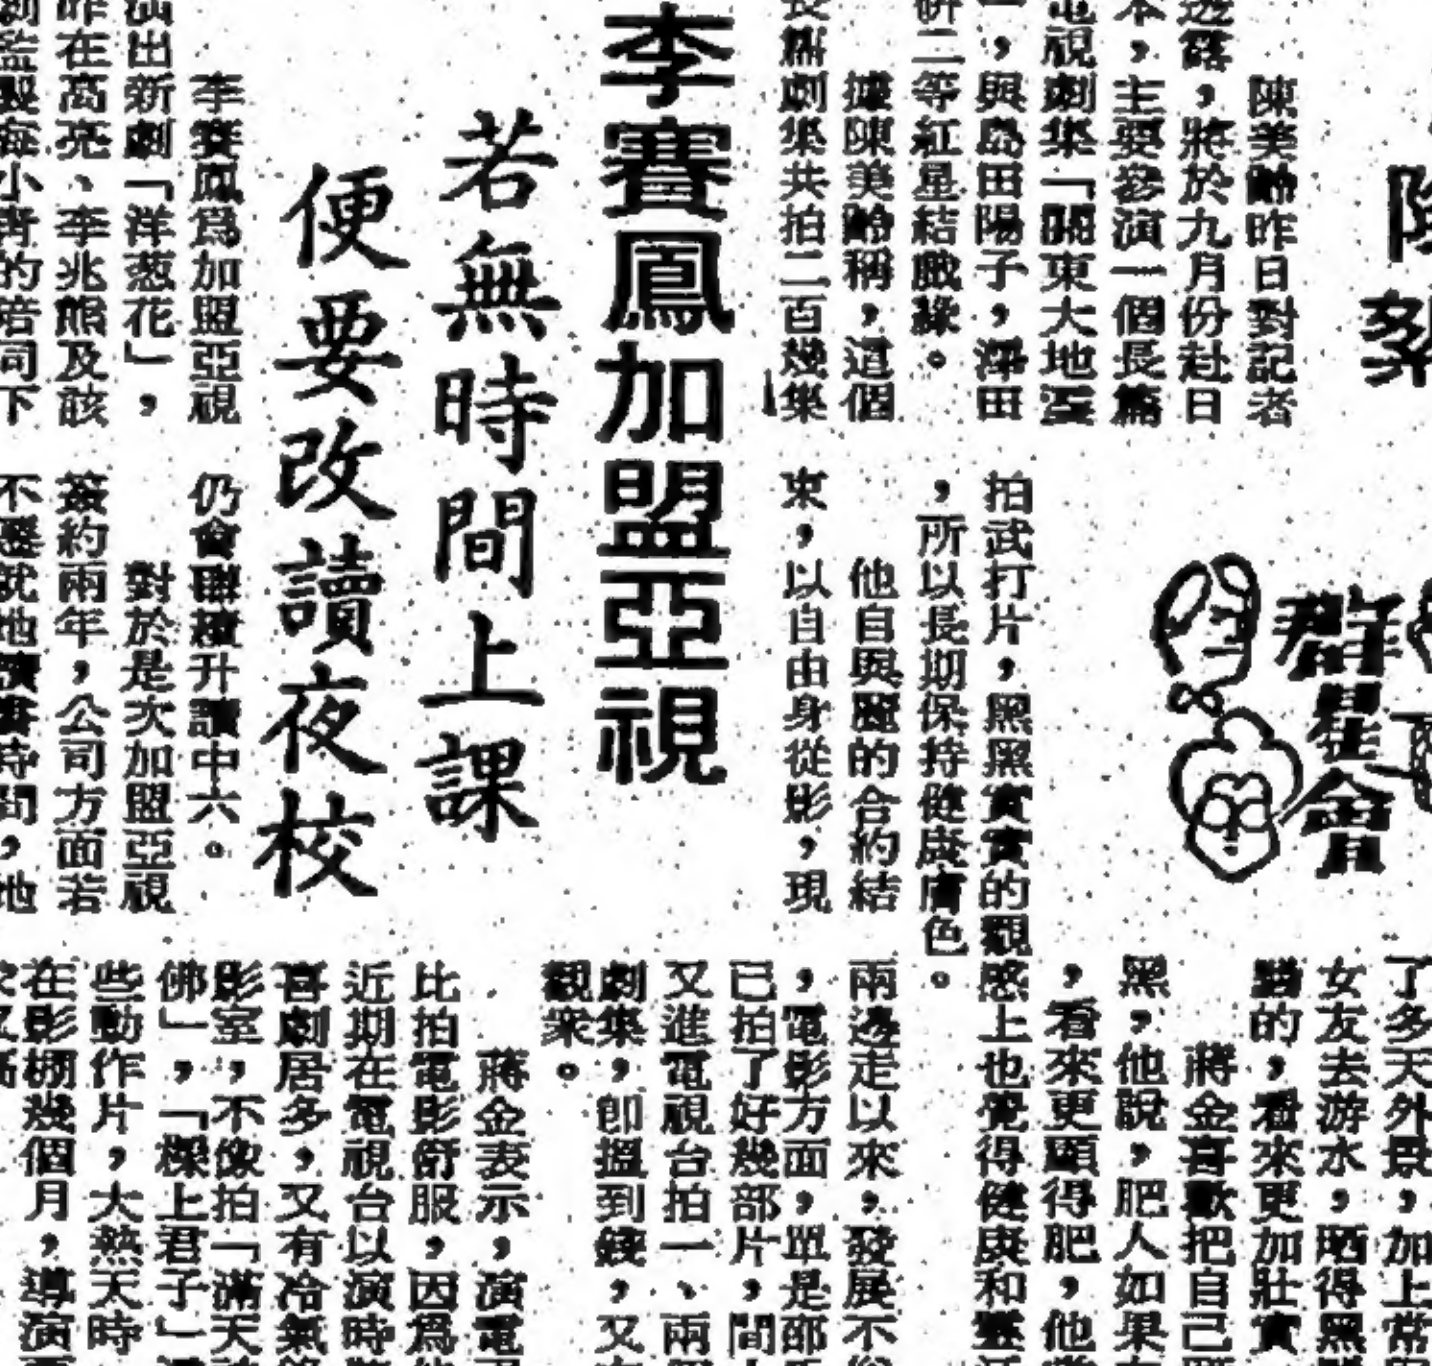 陳美齡昨日對記者
透露，將於九月份赴日
本，主要參演一個長篇
電視劇集「關東大地
一，與島田陽子，澤田
研二等紅星結戲緣。
據陳美齡稱，這個
長篇劇集共拍二百幾集
李賽鳳加盟亞視
若無時間上課
便要改讀夜校
李賽鳳為加盟亞視
演出新劇「洋葱花」，
昨在高亮、李兆熊及該
劇監製梅小青的陪同下
仍會繼續升讀中六。
對於是次加盟亞視
簽約兩年，公司方面若
不遷就她讀書時間，她
群星會
拍武打片，黑黑實實的觀感上也覺得健康和
，所以長期保持健康膚色。
他自與麗的合約結
束，以自由身從影，現
了多天外景，加上常
女友去游水，晒得黑
黝的，看來更加壯實
蔣金喜歡把自己
黑，他說，肥人如果
，看來更顯得肥，他
兩邊走以來，發展不
，電影方面，單是邵
已拍了好幾部片，間
又進電視台拍一、兩
劇集，即搵到錢，又
觀衆。
蔣金表示，演電
比拍電影舒服，因爲
近期在電視台以演時
喜劇居多，又有冷氣
影室，不像拍「滿天
佛」，「樑上君子」
些動作片，大熱天時
在影棚幾個月，導演